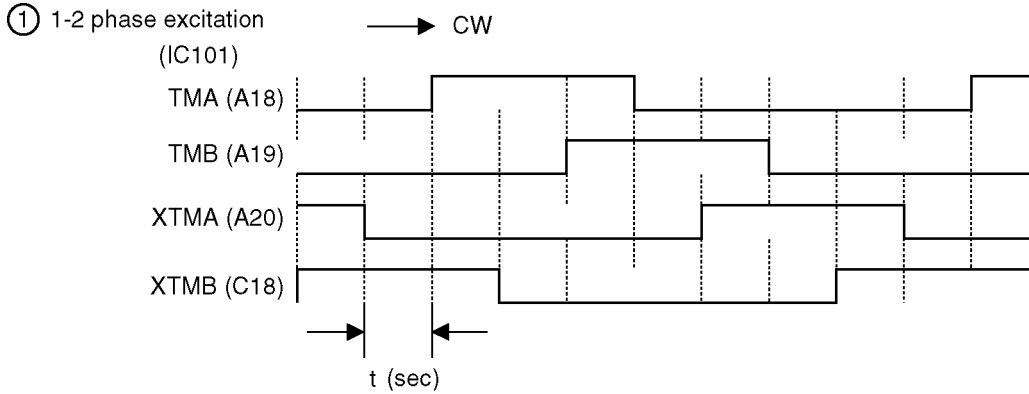 ① 1-2 phase excitation
CW
(IC101)
TMA (A18)
TMB (A19)
XTMA (A20)
XTMB (C18)
t (sec)